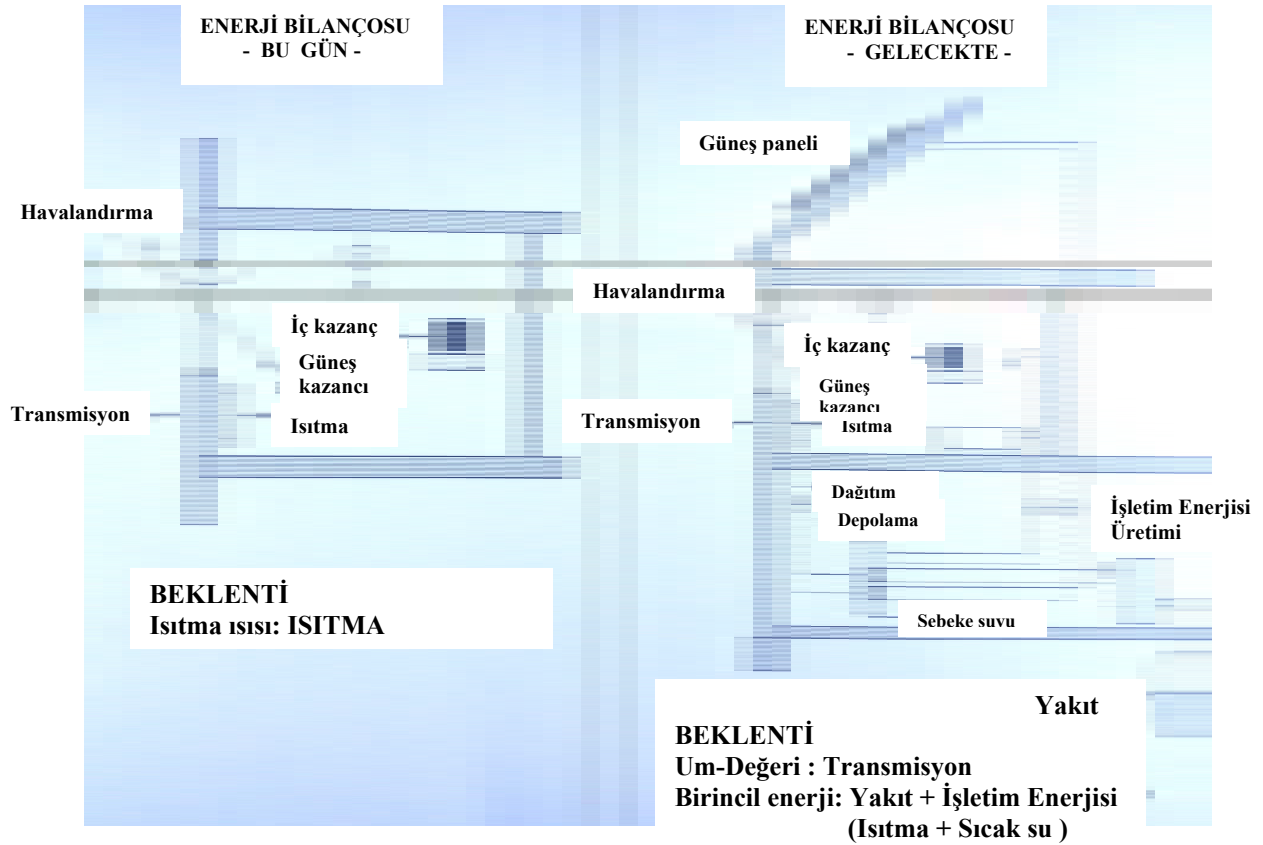 ENERJİ BİLANÇOSU
- BU GÜN -
Havalandırma
İç kazanç
Güneş
kazancı
Transmisyon
Isıtma
BEKLENTİ
Isıtma ısısı: ISITMA
ENERJİ BİLANÇOSU
- GELECEKTE -
Güneş paneli
Havalandırma
İç kazanç
Güneş
kazancı
Transmisyon
Isıtma
Dağıtım
Depolama
İşletim Enerjisi
Üretimi
Sebeke suvu
Yakıt
BEKLENTİ
Um-Değeri : Transmisyon
Birincil enerji: Yakıt + İşletim Enerjisi
(Isıtma + Sıcak su )